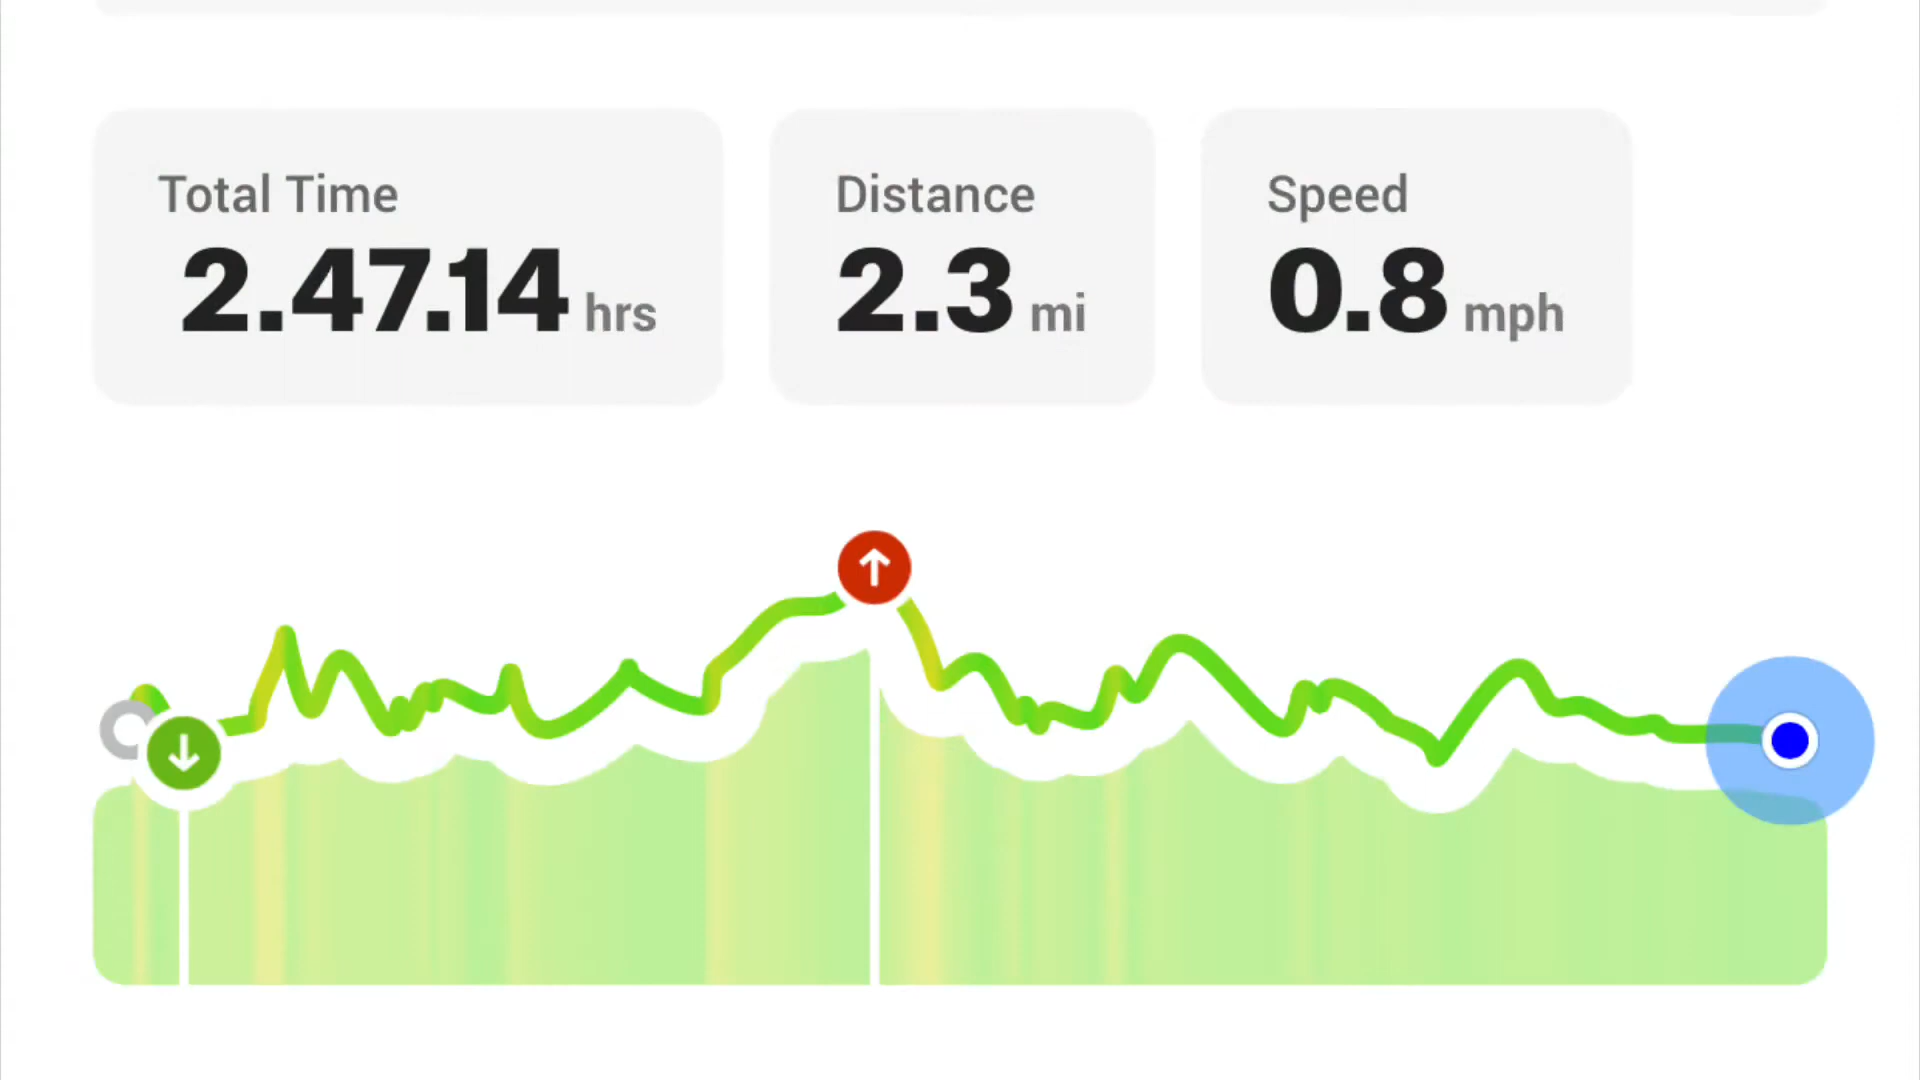 Total Time
2.47.14 hrs
Distance
2.3 mi
Speed
0.8 mph